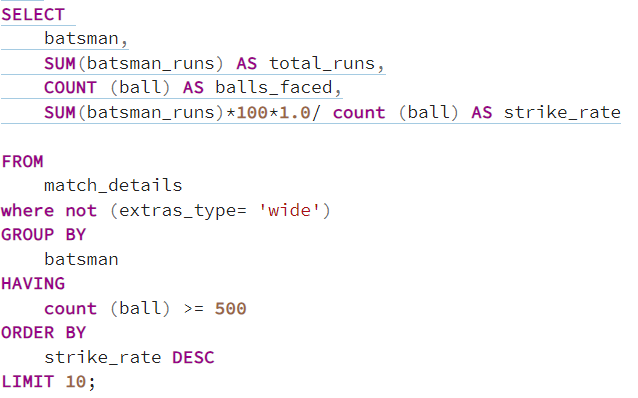 SELECT
    batsman,
    SUM(batsman_runs) AS total_runs,
    COUNT (ball) AS balls_faced,
    SUM(batsman_runs)*100*1.0/ count (ball) AS strike_rate
FROM
    match_details
where not (extras_type= 'wide')
GROUP BY
    batsman
HAVING
    count (ball) >= 500
ORDER BY
    strike_rate DESC
LIMIT 10;